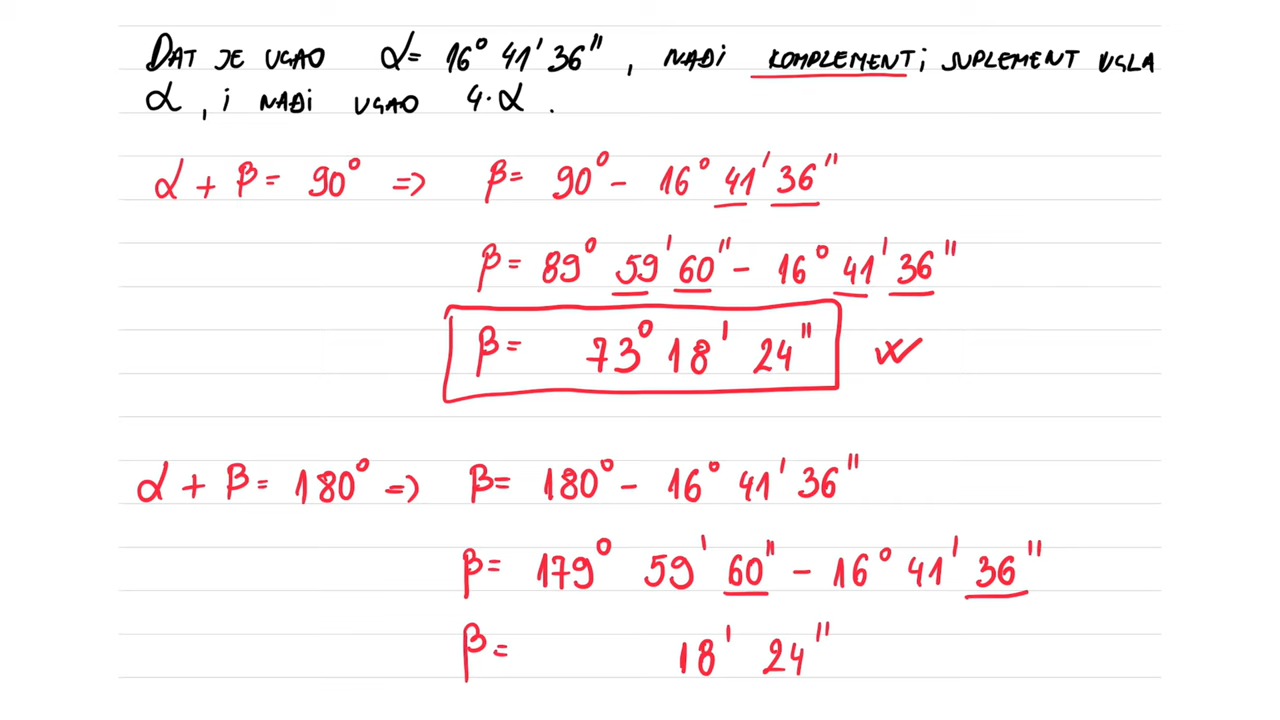 DAT JE UGAO α= 16° 41' 36'' , NAĐI KOMPLEMENT i SUPLEMENT UGLA
α , i NAĐI UGAO 4·α .
α + β = 90° => β= 90° - 16° 41' 36''
β= 89° 59' 60'' - 16° 41' 36''
β= 73° 18' 24''
α + β = 180° => β= 180° - 16° 41' 36''
β= 179° 59' 60'' - 16° 41' 36''
β= 18' 24''